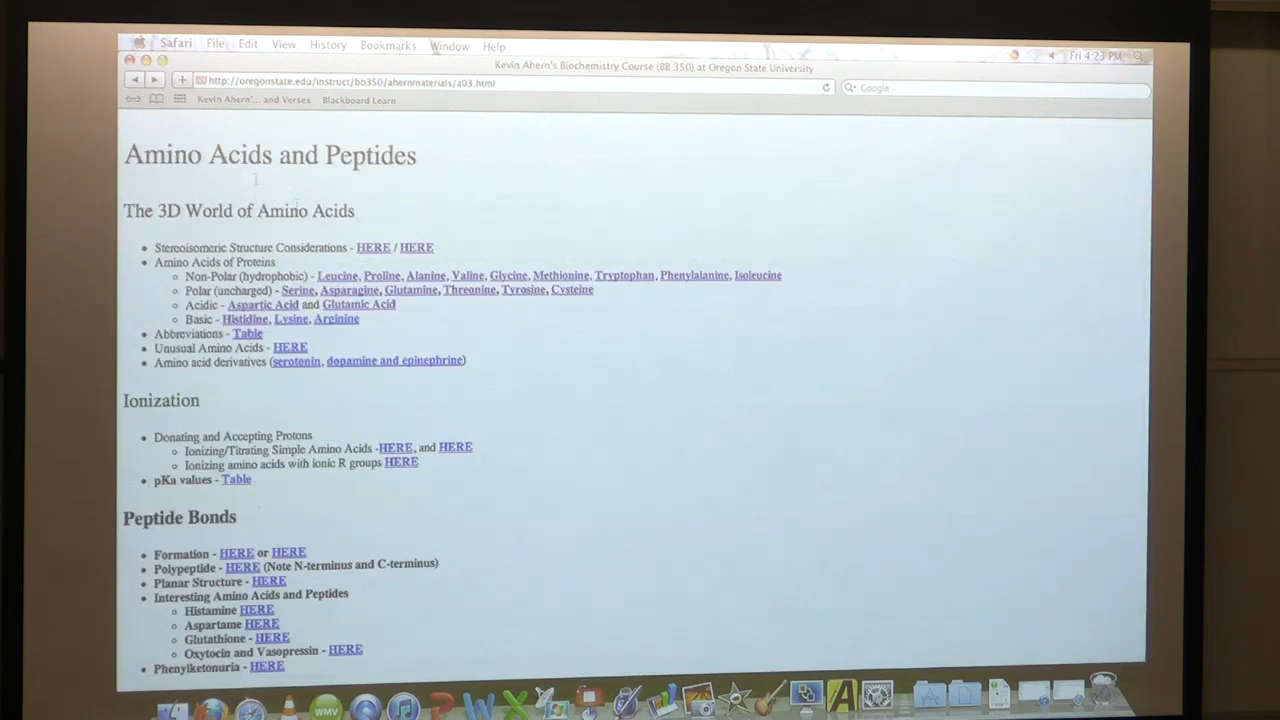 Safari File Edit View History Bookmarks Window Help Fri 4:23 PM
Kevin Ahern's Biochemistry Course (BB 350) at Oregon State University
http://oregonstate.edu/instruct/bb350/ahernmaterials/a03.html Google
Kevin Ahern'... and Verses Blackboard Learn
Amino Acids and Peptides
The 3D World of Amino Acids
Stereoisomeric Structure Considerations - HERE / HERE
Amino Acids of Proteins
Non-Polar (hydrophobic) - Leucine, Proline, Alanine, Valine, Glycine, Methionine, Tryptophan, Phenylalanine, Isoleucine
Polar (uncharged) - Serine, Asparagine, Glutamine, Threonine, Tyrosine, Cysteine
Acidic - Aspartic Acid and Glutamic Acid
Basic - Histidine, Lysine, Arginine
Abbreviations - Table
Unusual Amino Acids - HERE
Amino acid derivatives (serotonin, dopamine and epinephrine)
Ionization
Donating and Accepting Protons
Ionizing/Titrating Simple Amino Acids -HERE, and HERE
Ionizing amino acids with ionic R groups HERE
pKa values - Table
Peptide Bonds
Formation - HERE or HERE
Polypeptide - HERE (Note N-terminus and C-terminus)
Planar Structure - HERE
Interesting Amino Acids and Peptides
Histamine HERE
Aspartame HERE
Glutathione - HERE
Oxytocin and Vasopressin - HERE
Phenylketonuria - HERE
WMV